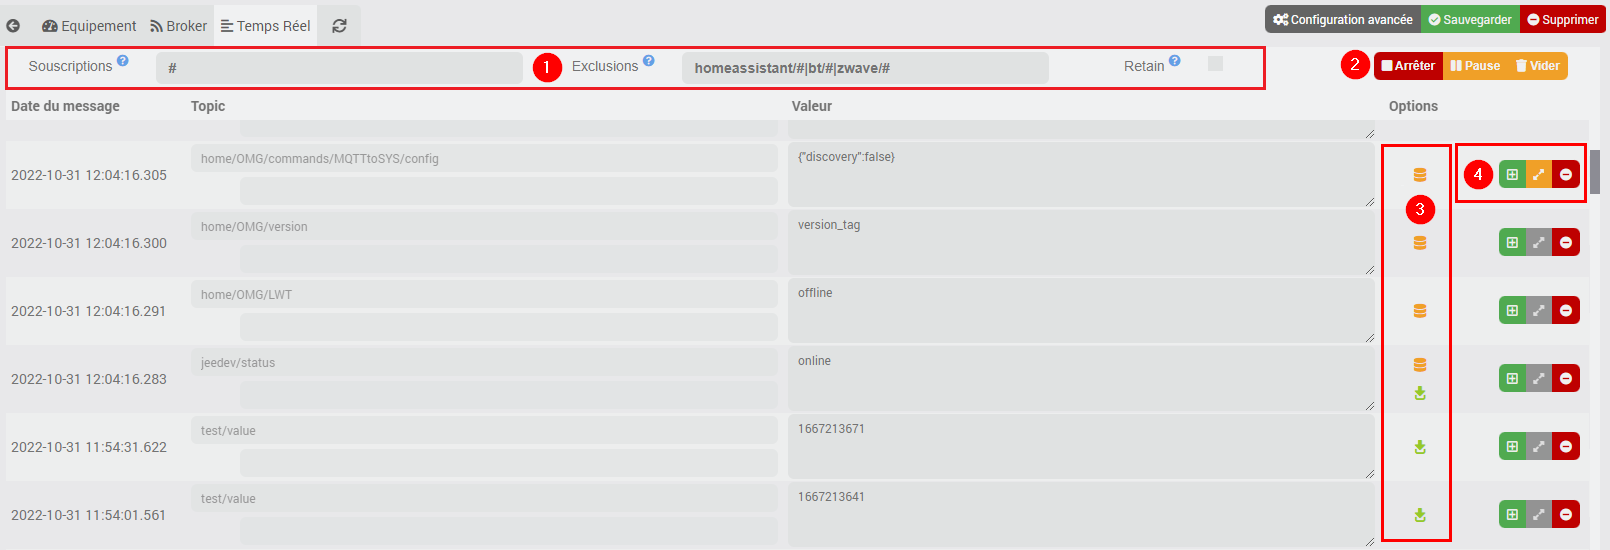 Equipement Broker Temps Réel Configuration avancée Sauvegarder Supprimer
Souscriptions ? # 1 Exclusions ? homeassistant/#|bt/#|zwave/# Retain ? 2 Arrêter Pause Vider
Date du message Topic Valeur Options
2022-10-31 12:04:16.305 home/OMG/commands/MQTTtoSYS/config {"discovery":false} 4
3
2022-10-31 12:04:16.300 home/OMG/version version_tag
2022-10-31 12:04:16.291 home/OMG/LWT offline
2022-10-31 12:04:16.283 jeedev/status online
2022-10-31 11:54:31.622 test/value 1667213671
2022-10-31 11:54:01.561 test/value 1667213641